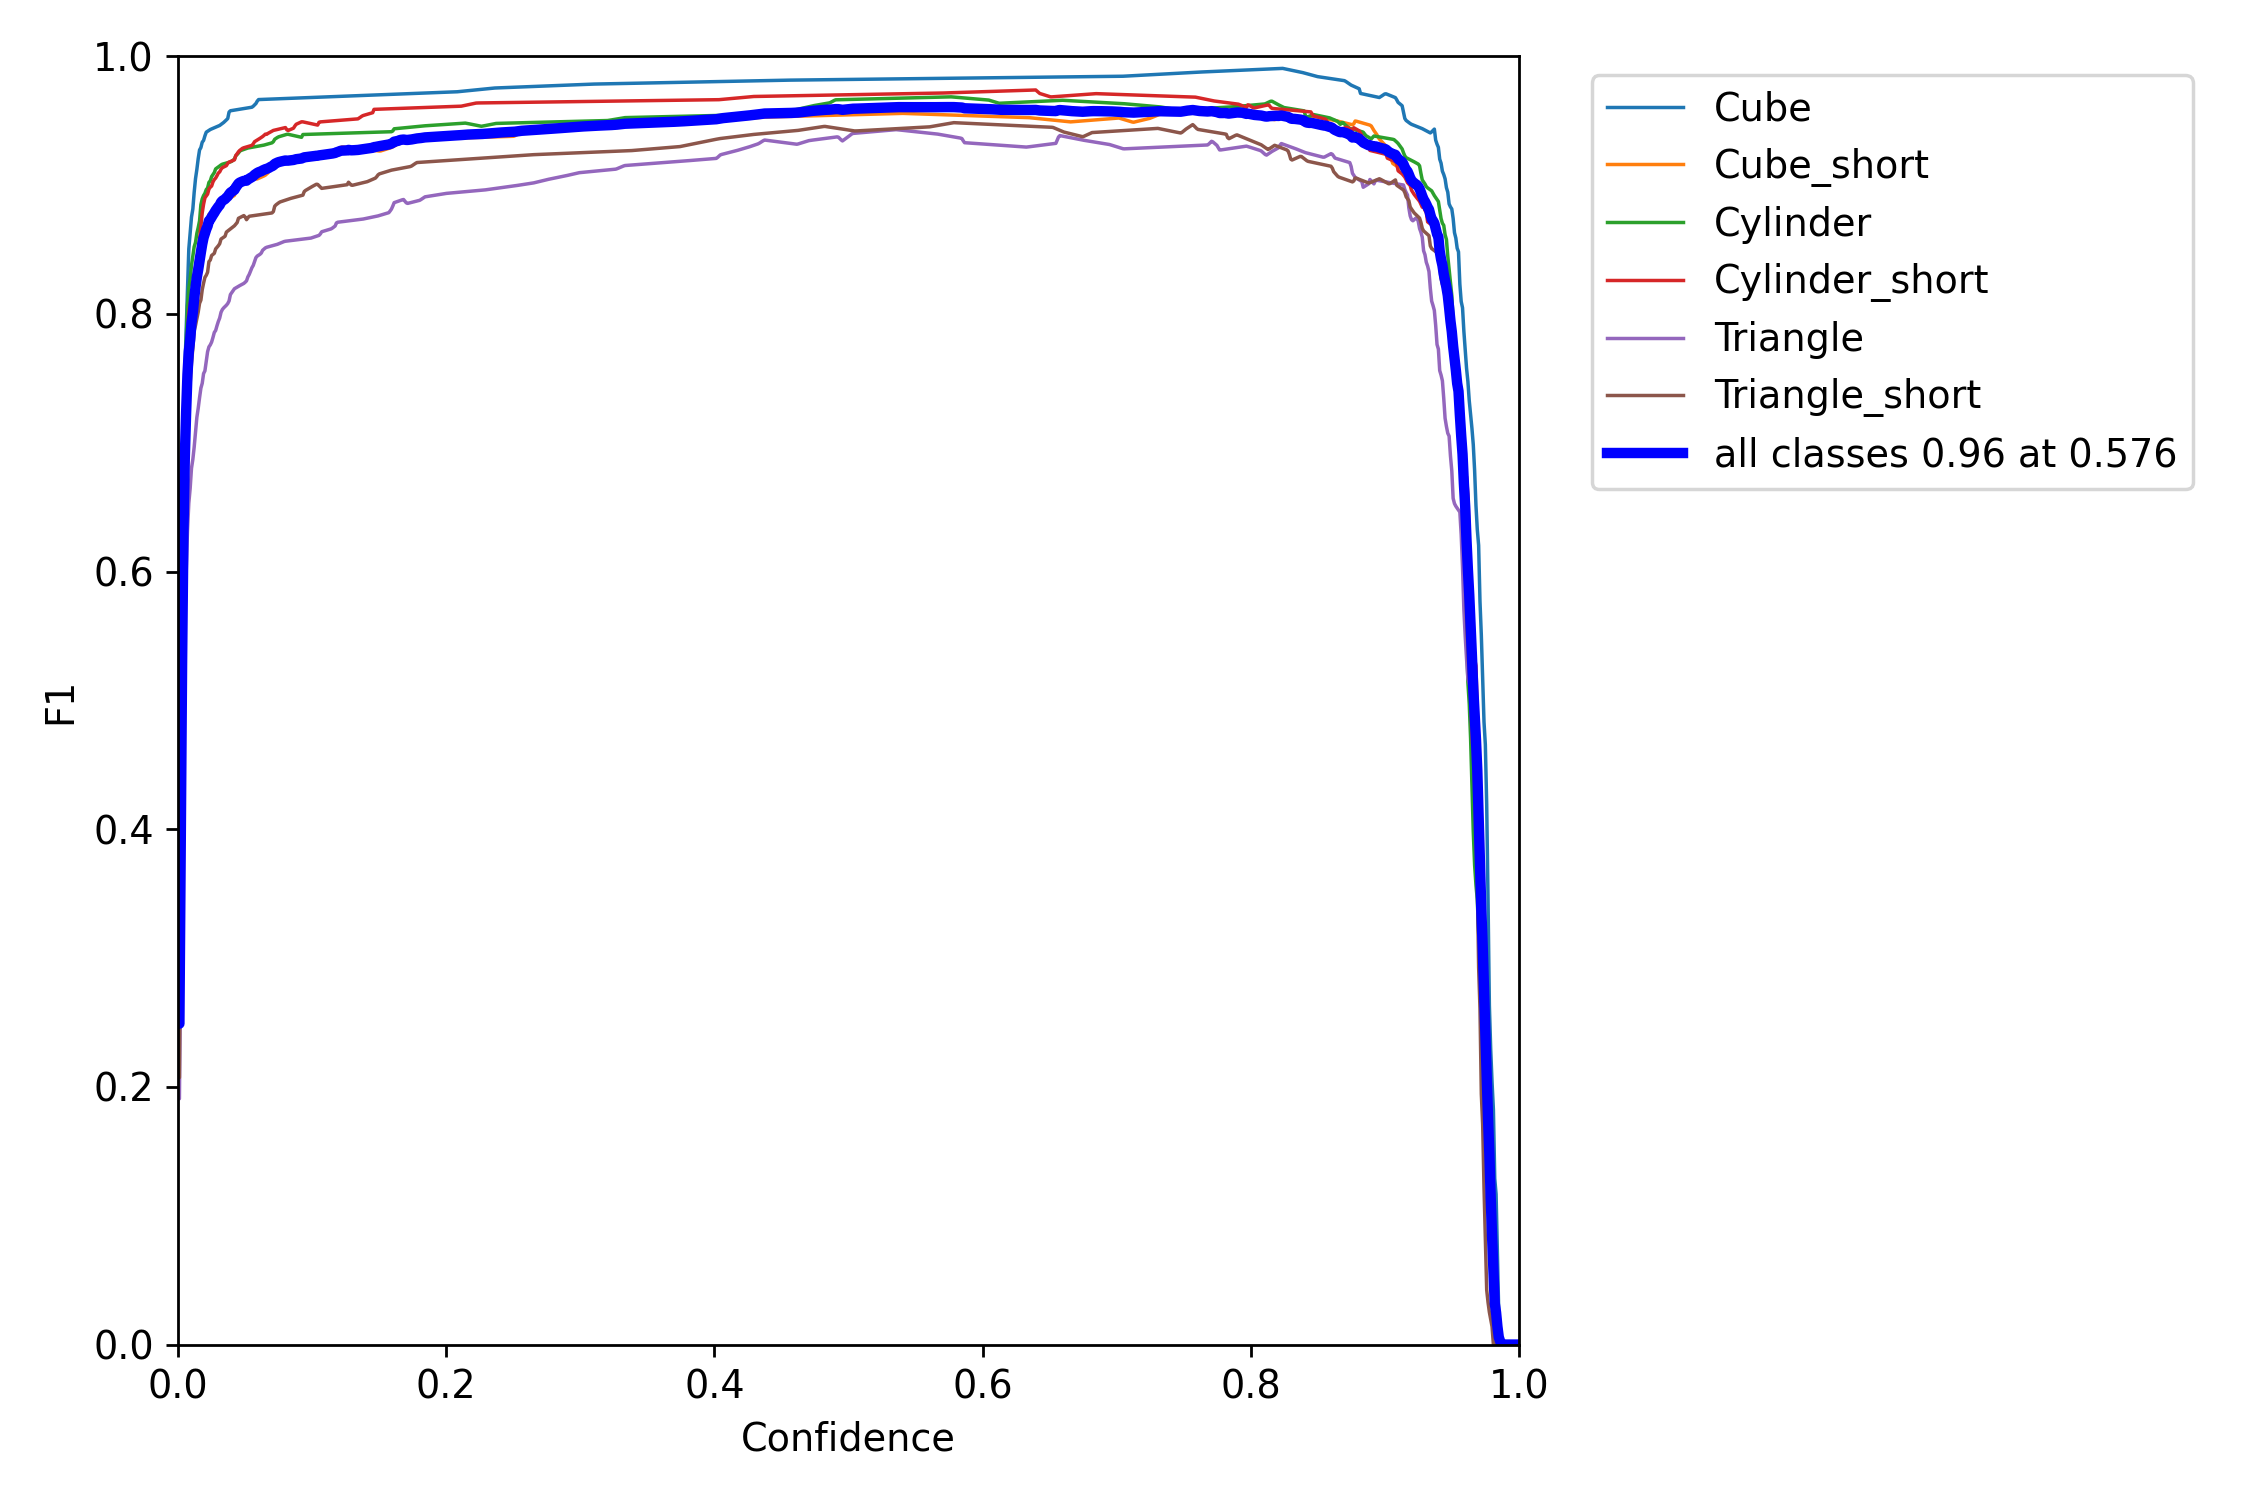 1.0
0.8
0.6
0.4
0.2
0.0
F1
0.0 0.2 0.4 0.6 0.8 1.0
Confidence
Cube
Cube_short
Cylinder
Cylinder_short
Triangle
Triangle_short
all classes 0.96 at 0.576